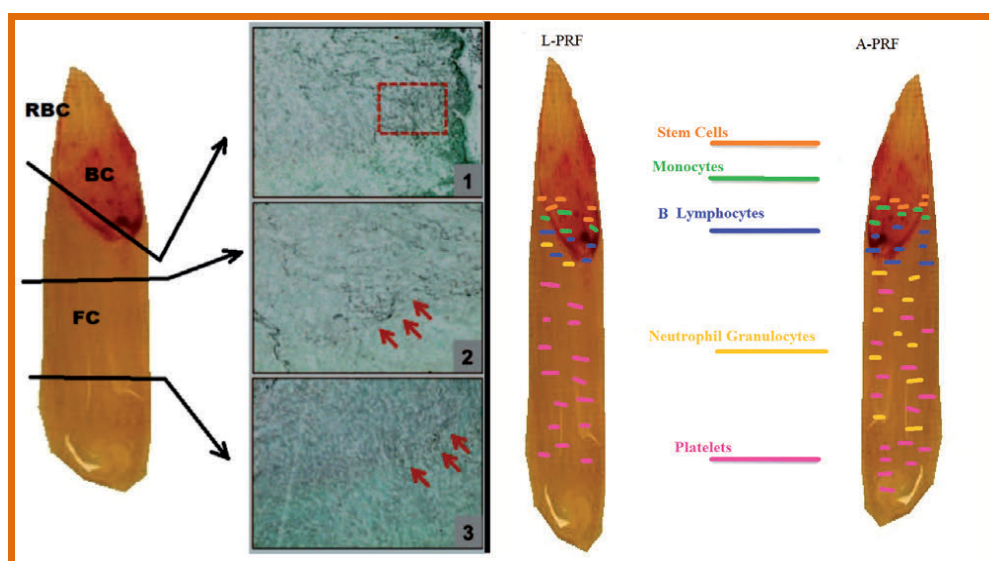 RBC
BC
FC
1
2
3
L-PRF
A-PRF
Stem Cells
Monocytes
B Lymphocytes
Neutrophil Granulocytes
Platelets